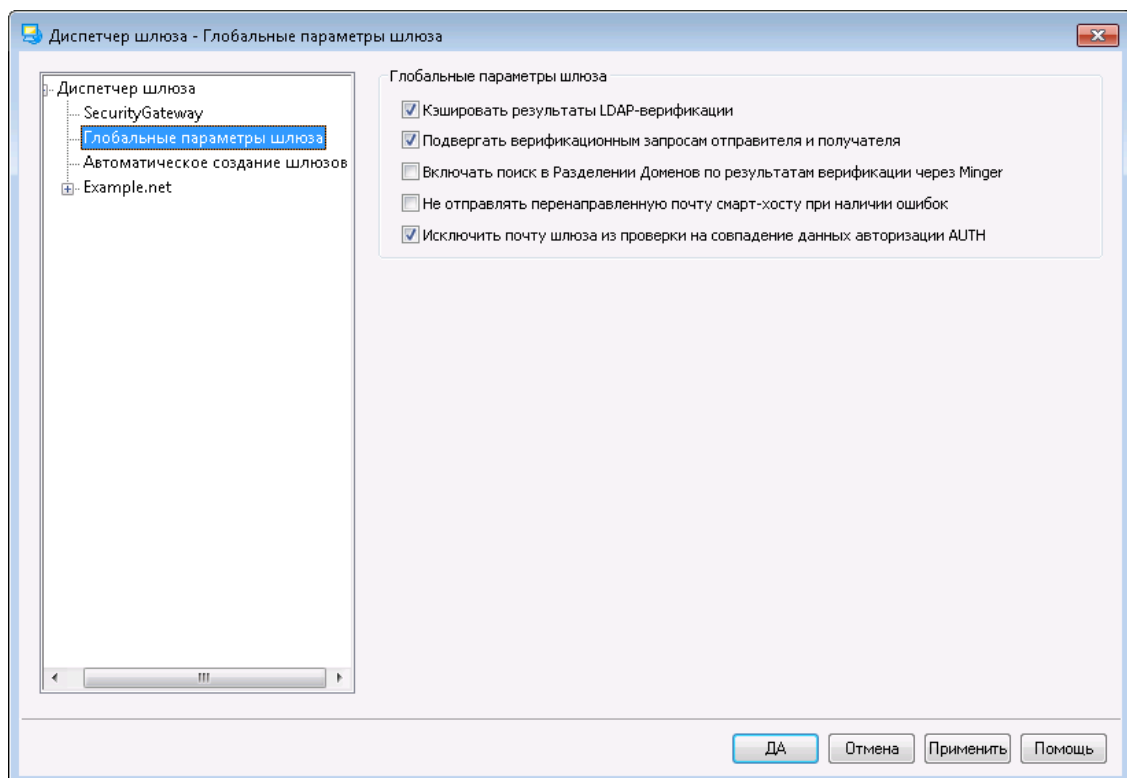 Диспетчер шлюза - Глобальные параметры шлюза
Диспетчер шлюза
SecurityGateway
Глобальные параметры шлюза
Автоматическое создание шлюзов
Example.net
Глобальные параметры шлюза
Кэшировать результаты LDAP-верификации
Подвергать верификационным запросам отправителя и получателя
Включать поиск в Разделении Доменов по результатам верификации через Minger
Не отправлять перенаправленную почту смарт-хосту при наличии ошибок
Исключить почту шлюза из проверки на совпадение данных авторизации AUTH
ДА
Отмена
Применить
Помощь